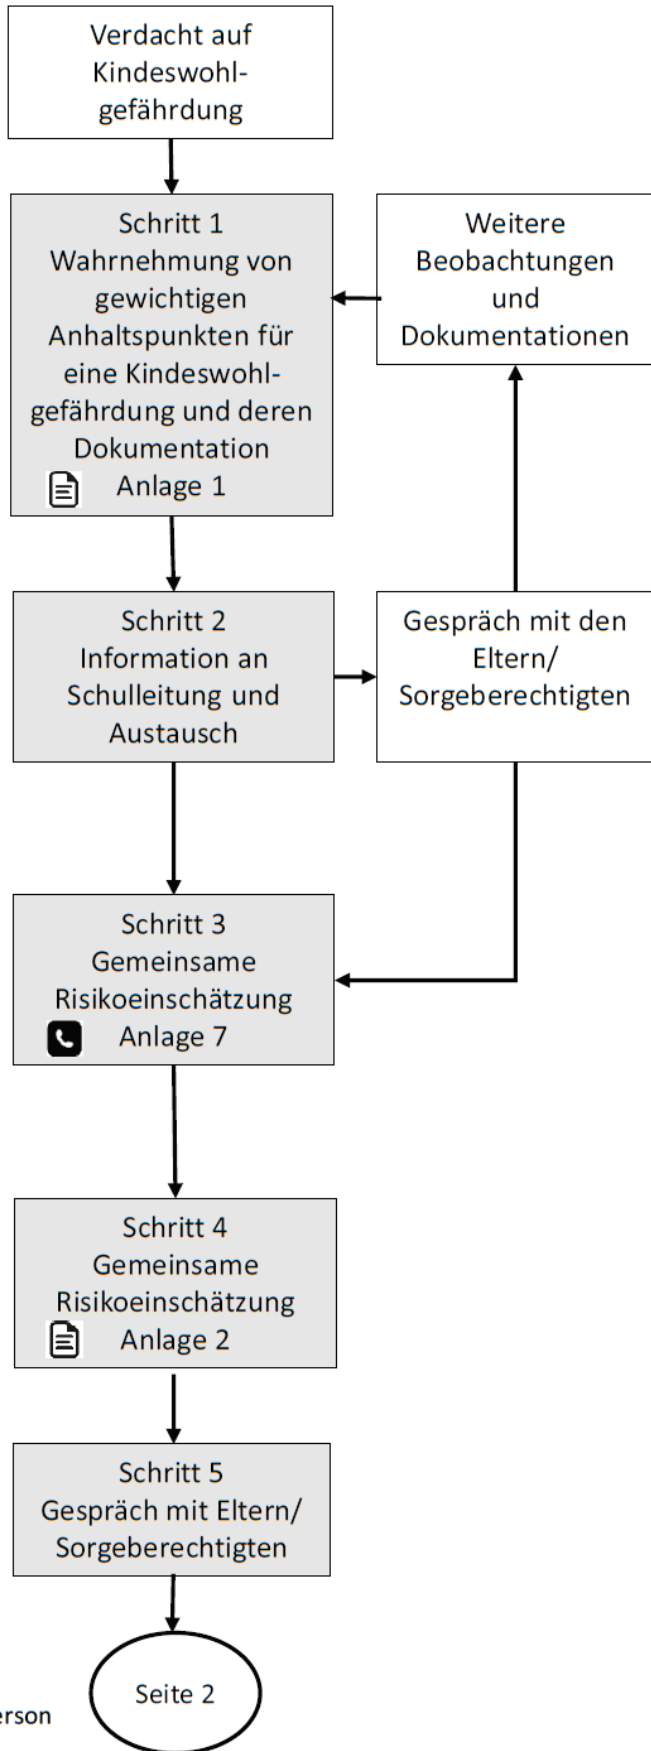 Verdacht auf
Kindeswohl-
gefährdung
Schritt 1
Wahrnehmung von
gewichtigen
Anhaltspunkten für
eine Kindeswohl-
gefährdung und deren
Dokumentation
Anlage 1
Weitere
Beobachtungen
und
Dokumentationen
Schritt 2
Information an
Schulleitung und
Austausch
Gespräch mit den
Eltern/
Sorgeberechtigten
Schritt 3
Gemeinsame
Risikoeinschätzung
Anlage 7
Schritt 4
Gemeinsame
Risikoeinschätzung
Anlage 2
Schritt 5
Gespräch mit Eltern/
Sorgeberechtigten
Seite 2